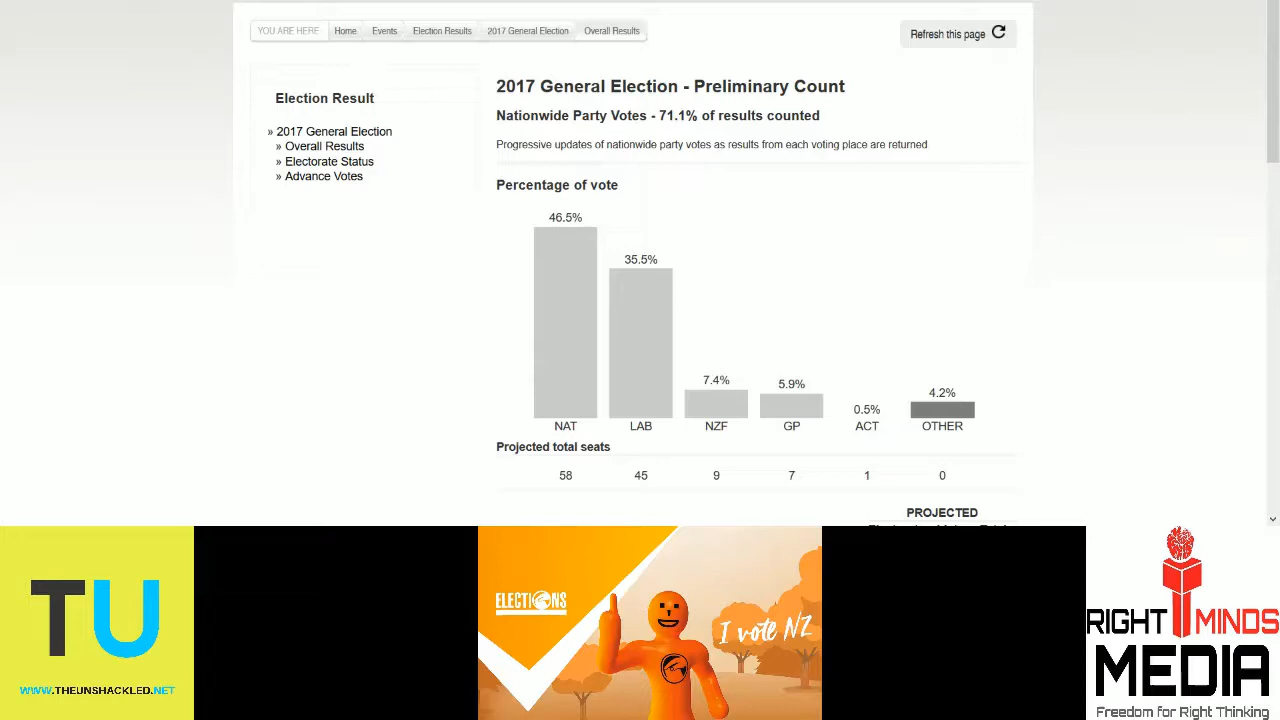 YOU ARE HERE Home Events Election Results 2017 General Election Overall Results
Refresh this page
Election Result
» 2017 General Election
» Overall Results
» Electorate Status
» Advance Votes
2017 General Election - Preliminary Count
Nationwide Party Votes - 71.1% of results counted
Progressive updates of nationwide party votes as results from each voting place are returned
Percentage of vote
46.5%
35.5%
7.4%
5.9%
0.5%
4.2%
NAT LAB NZF GP ACT OTHER
Projected total seats
58 45 9 7 1 0
PROJECTED
TU
WWW.THEUNSHACKLED.NET
ELECTIONS
I vote NZ
RIGHT MINDS
MEDIA
Freedom for Right Thinking